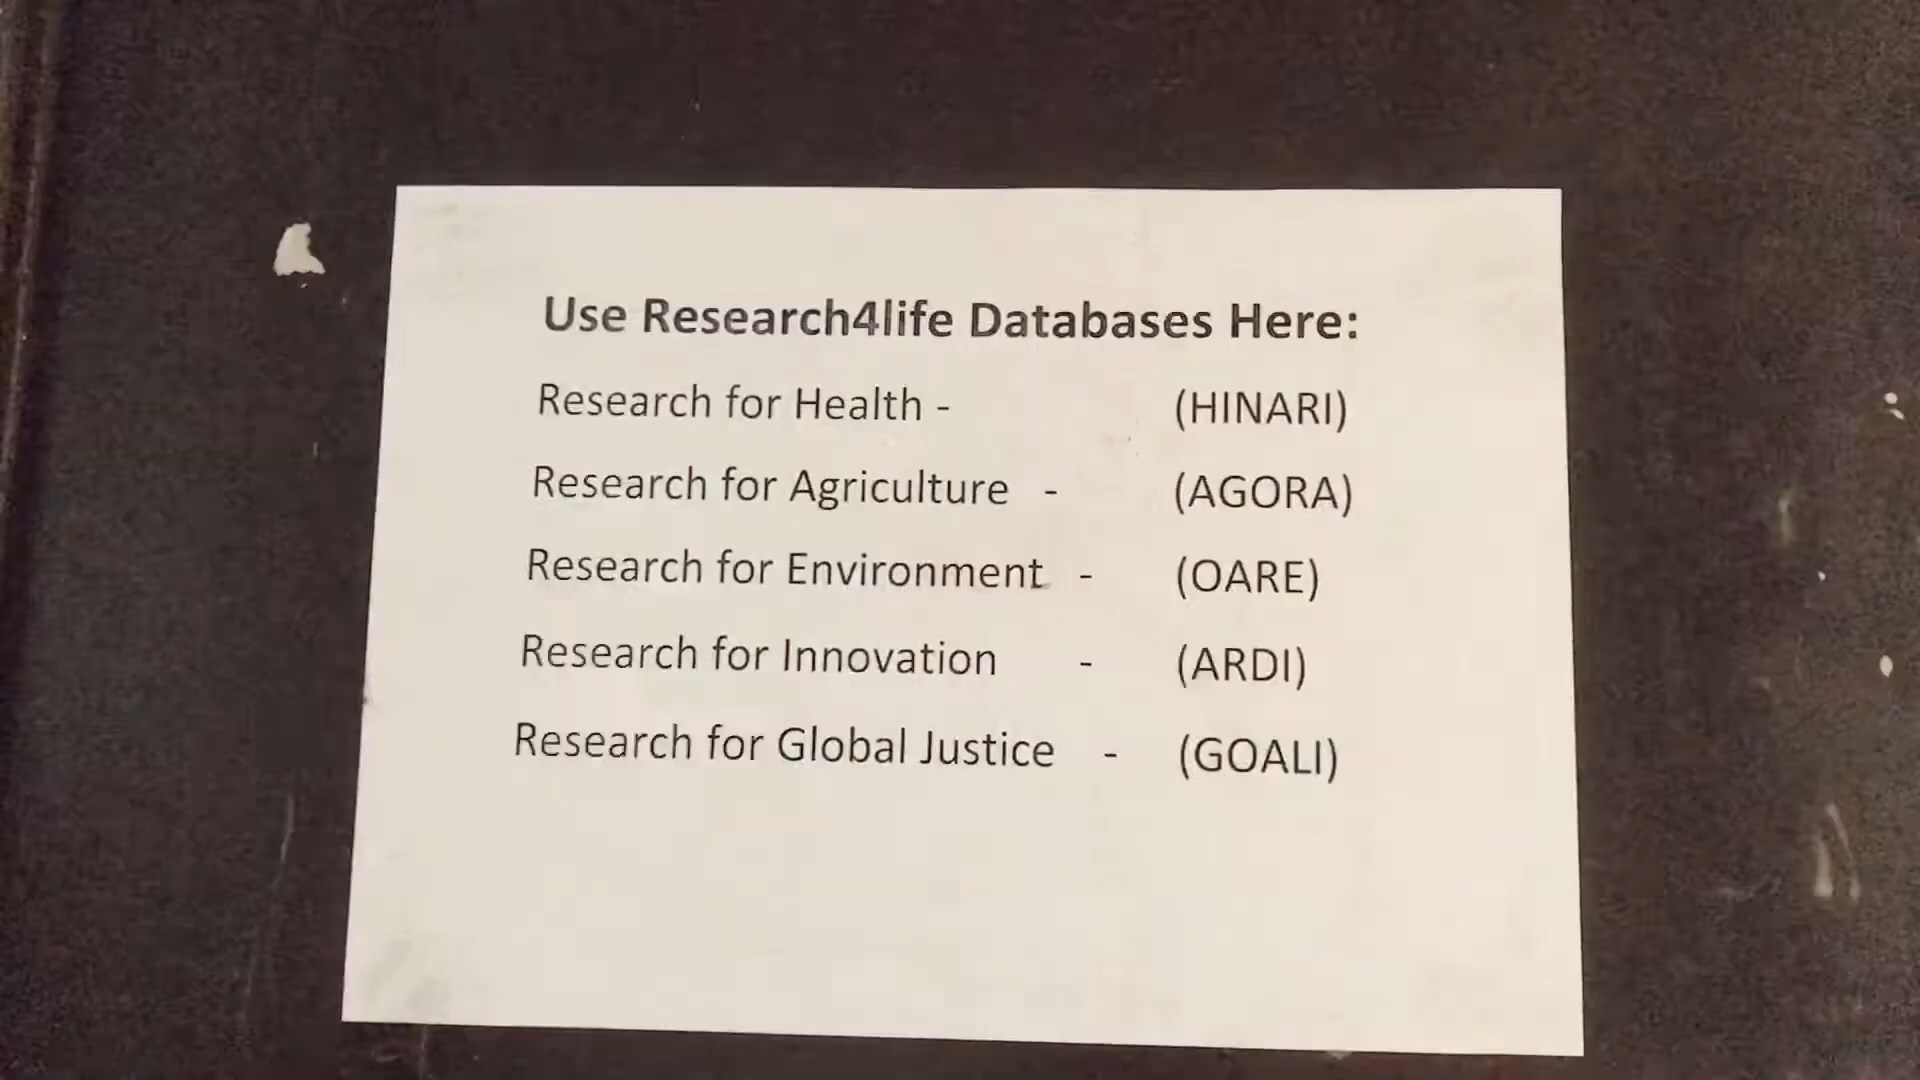 Use Research4life Databases Here:
Research for Health - (HINARI)
Research for Agriculture - (AGORA)
Research for Environment - (OARE)
Research for Innovation - (ARDI)
Research for Global Justice - (GOALI)